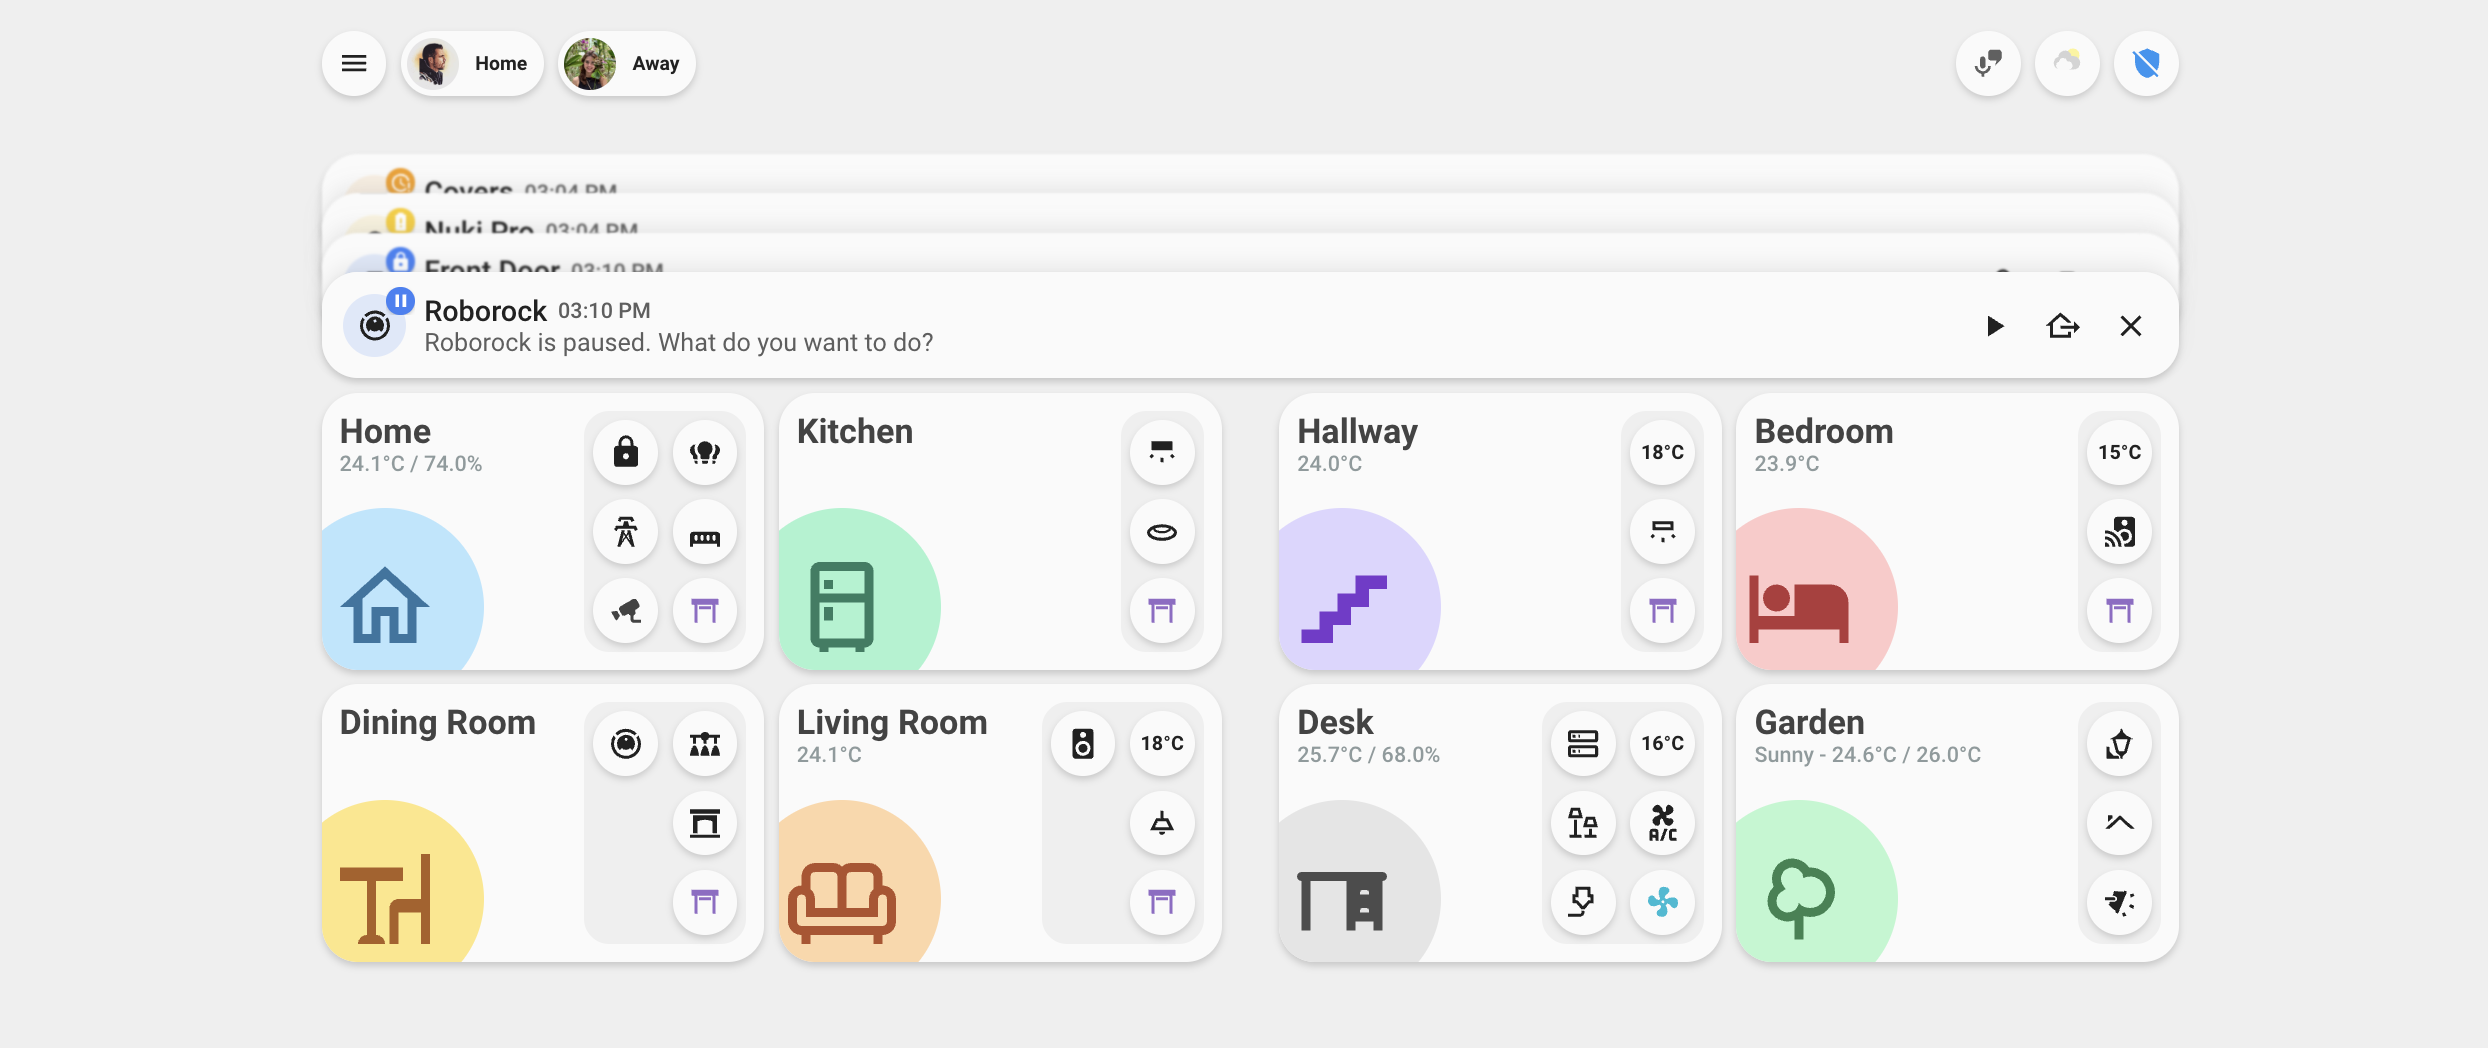 Home
Away
Covers 03:04 PM
Nuki Pro 03:04 PM
Front Door 03:10 PM
Roborock 03:10 PM
Roborock is paused. What do you want to do?
Home
24.1°C / 74.0%
Kitchen
Hallway
24.0°C
18°C
Bedroom
23.9°C
15°C
Dining Room
Living Room
24.1°C
18°C
Desk
25.7°C / 68.0%
16°C
A/C
Garden
Sunny - 24.6°C / 26.0°C